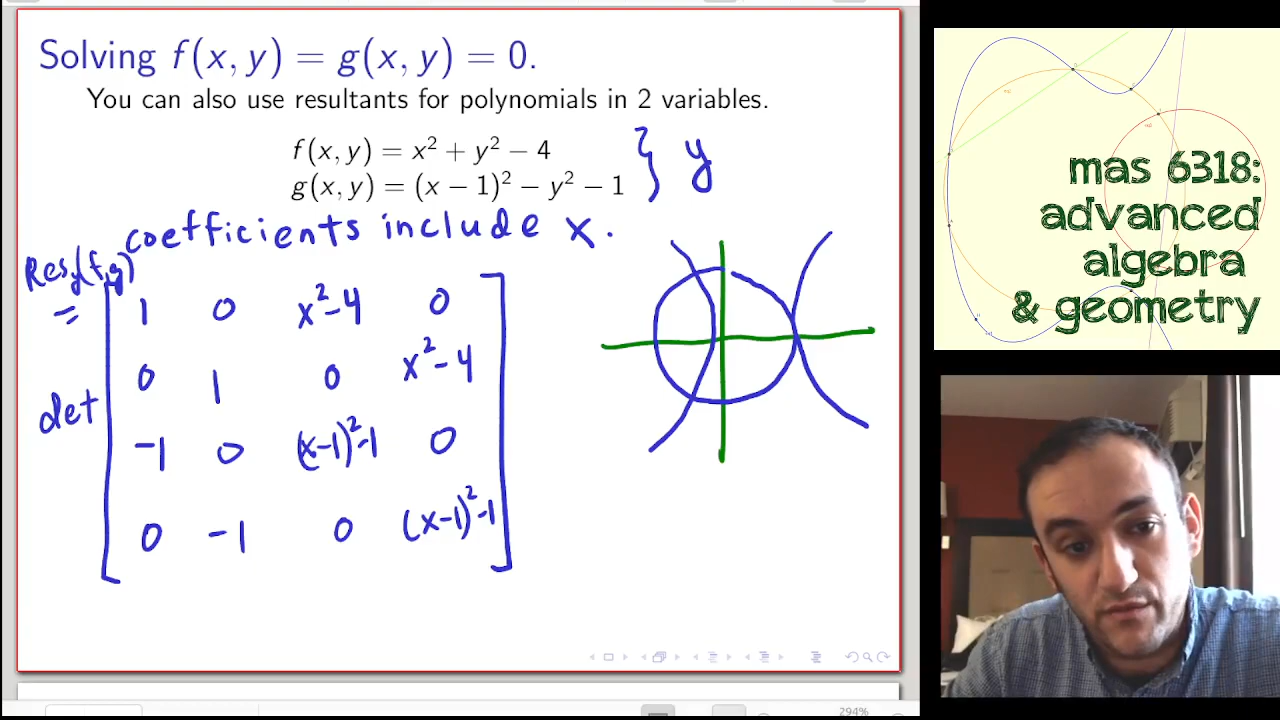 Solving f(x, y) = g(x, y) = 0.
You can also use resultants for polynomials in 2 variables.
f(x, y) = x² + y² − 4
g(x, y) = (x − 1)² − y² − 1
} y
coefficients include x.
Res_y(f,g)
= det
1 0 x²-4 0
0 1 0 x²-4
-1 0 (x-1)²-1 0
0 -1 0 (x-1)²-1
mas 6318:
advanced
algebra
& geometry
294%